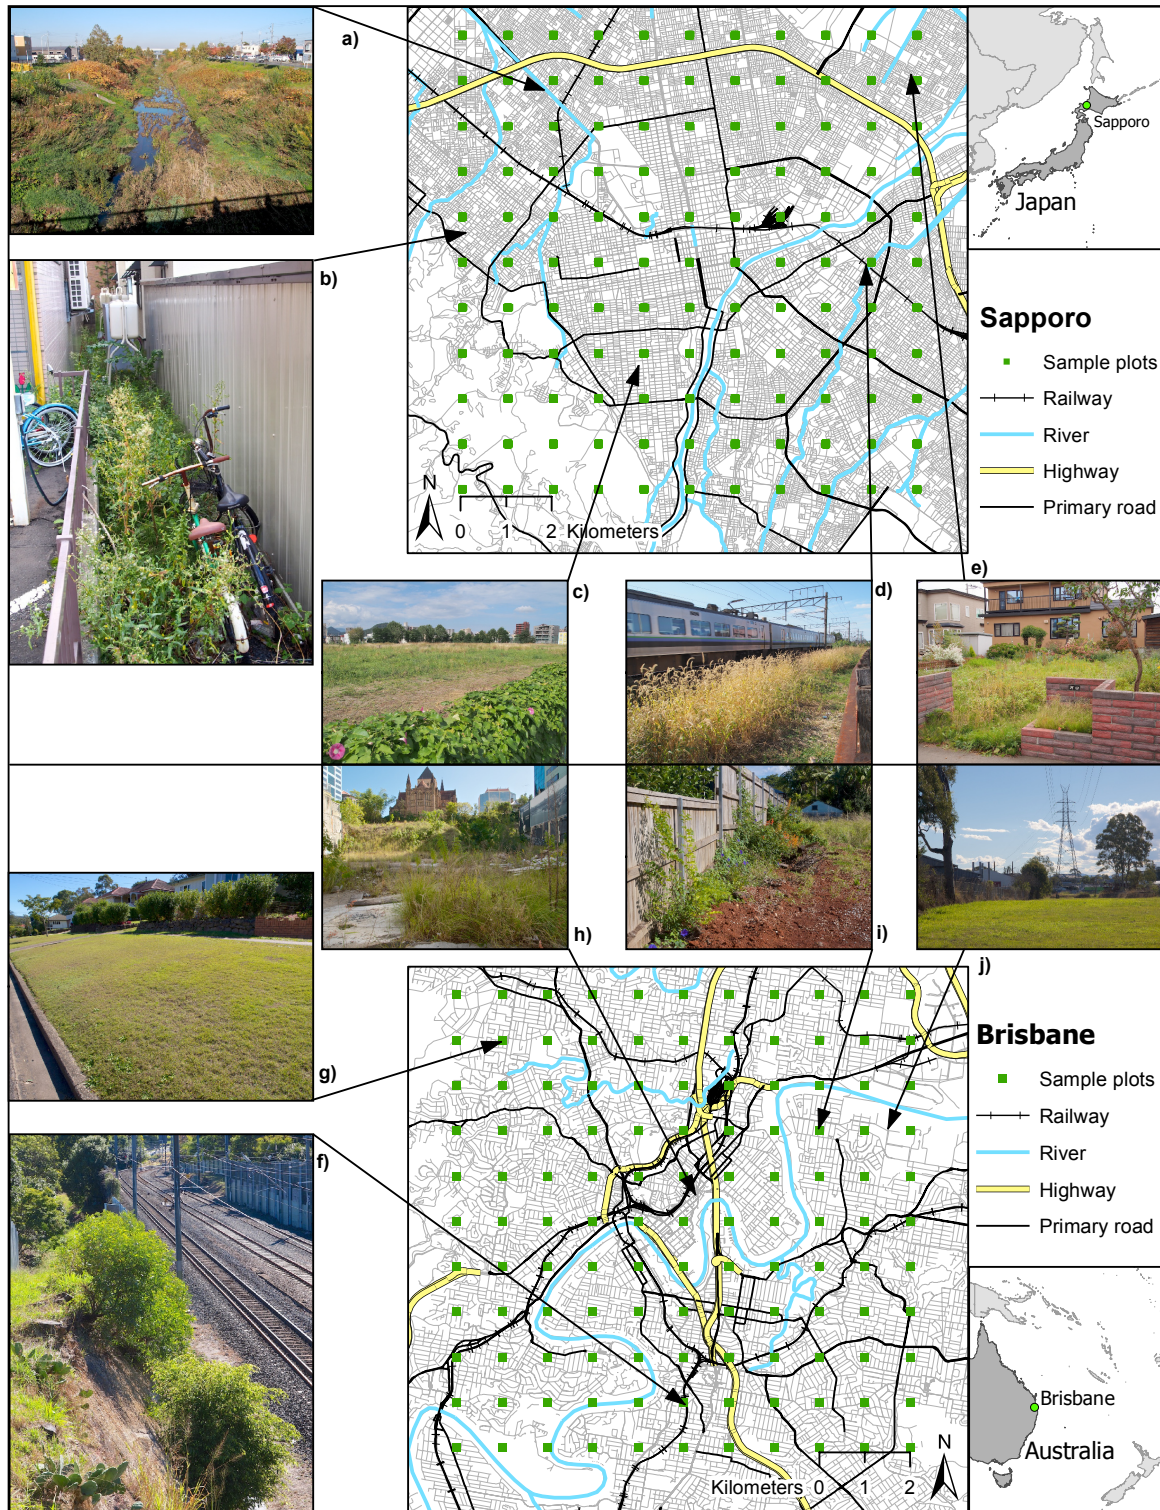 a)
b)
c)
d)
e)
Sapporo
Japan
Sapporo
Sample plots
Railway
River
Highway
Primary road
N
0 1 2 Kilometers
h)
i)
j)
g)
f)
Brisbane
Sample plots
Railway
River
Highway
Primary road
Brisbane
Australia
N
Kilometers 0 1 2